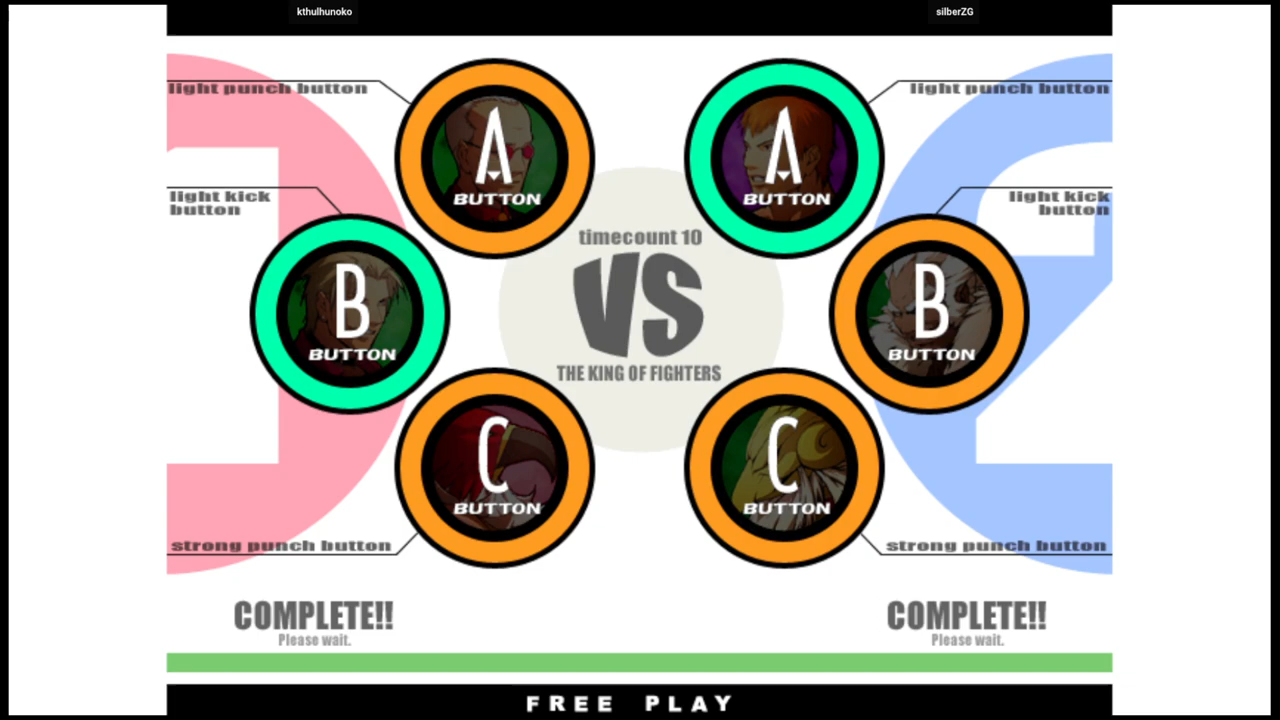 kthulhunoko
silberZG
light punch button
light punch button
A
BUTTON
A
BUTTON
light kick
button
light kick
button
B
BUTTON
B
BUTTON
timecount 10
VS
THE KING OF FIGHTERS
C
BUTTON
C
BUTTON
strong punch button
strong punch button
COMPLETE!!
Please wait.
COMPLETE!!
Please wait.
FREE PLAY
1
2